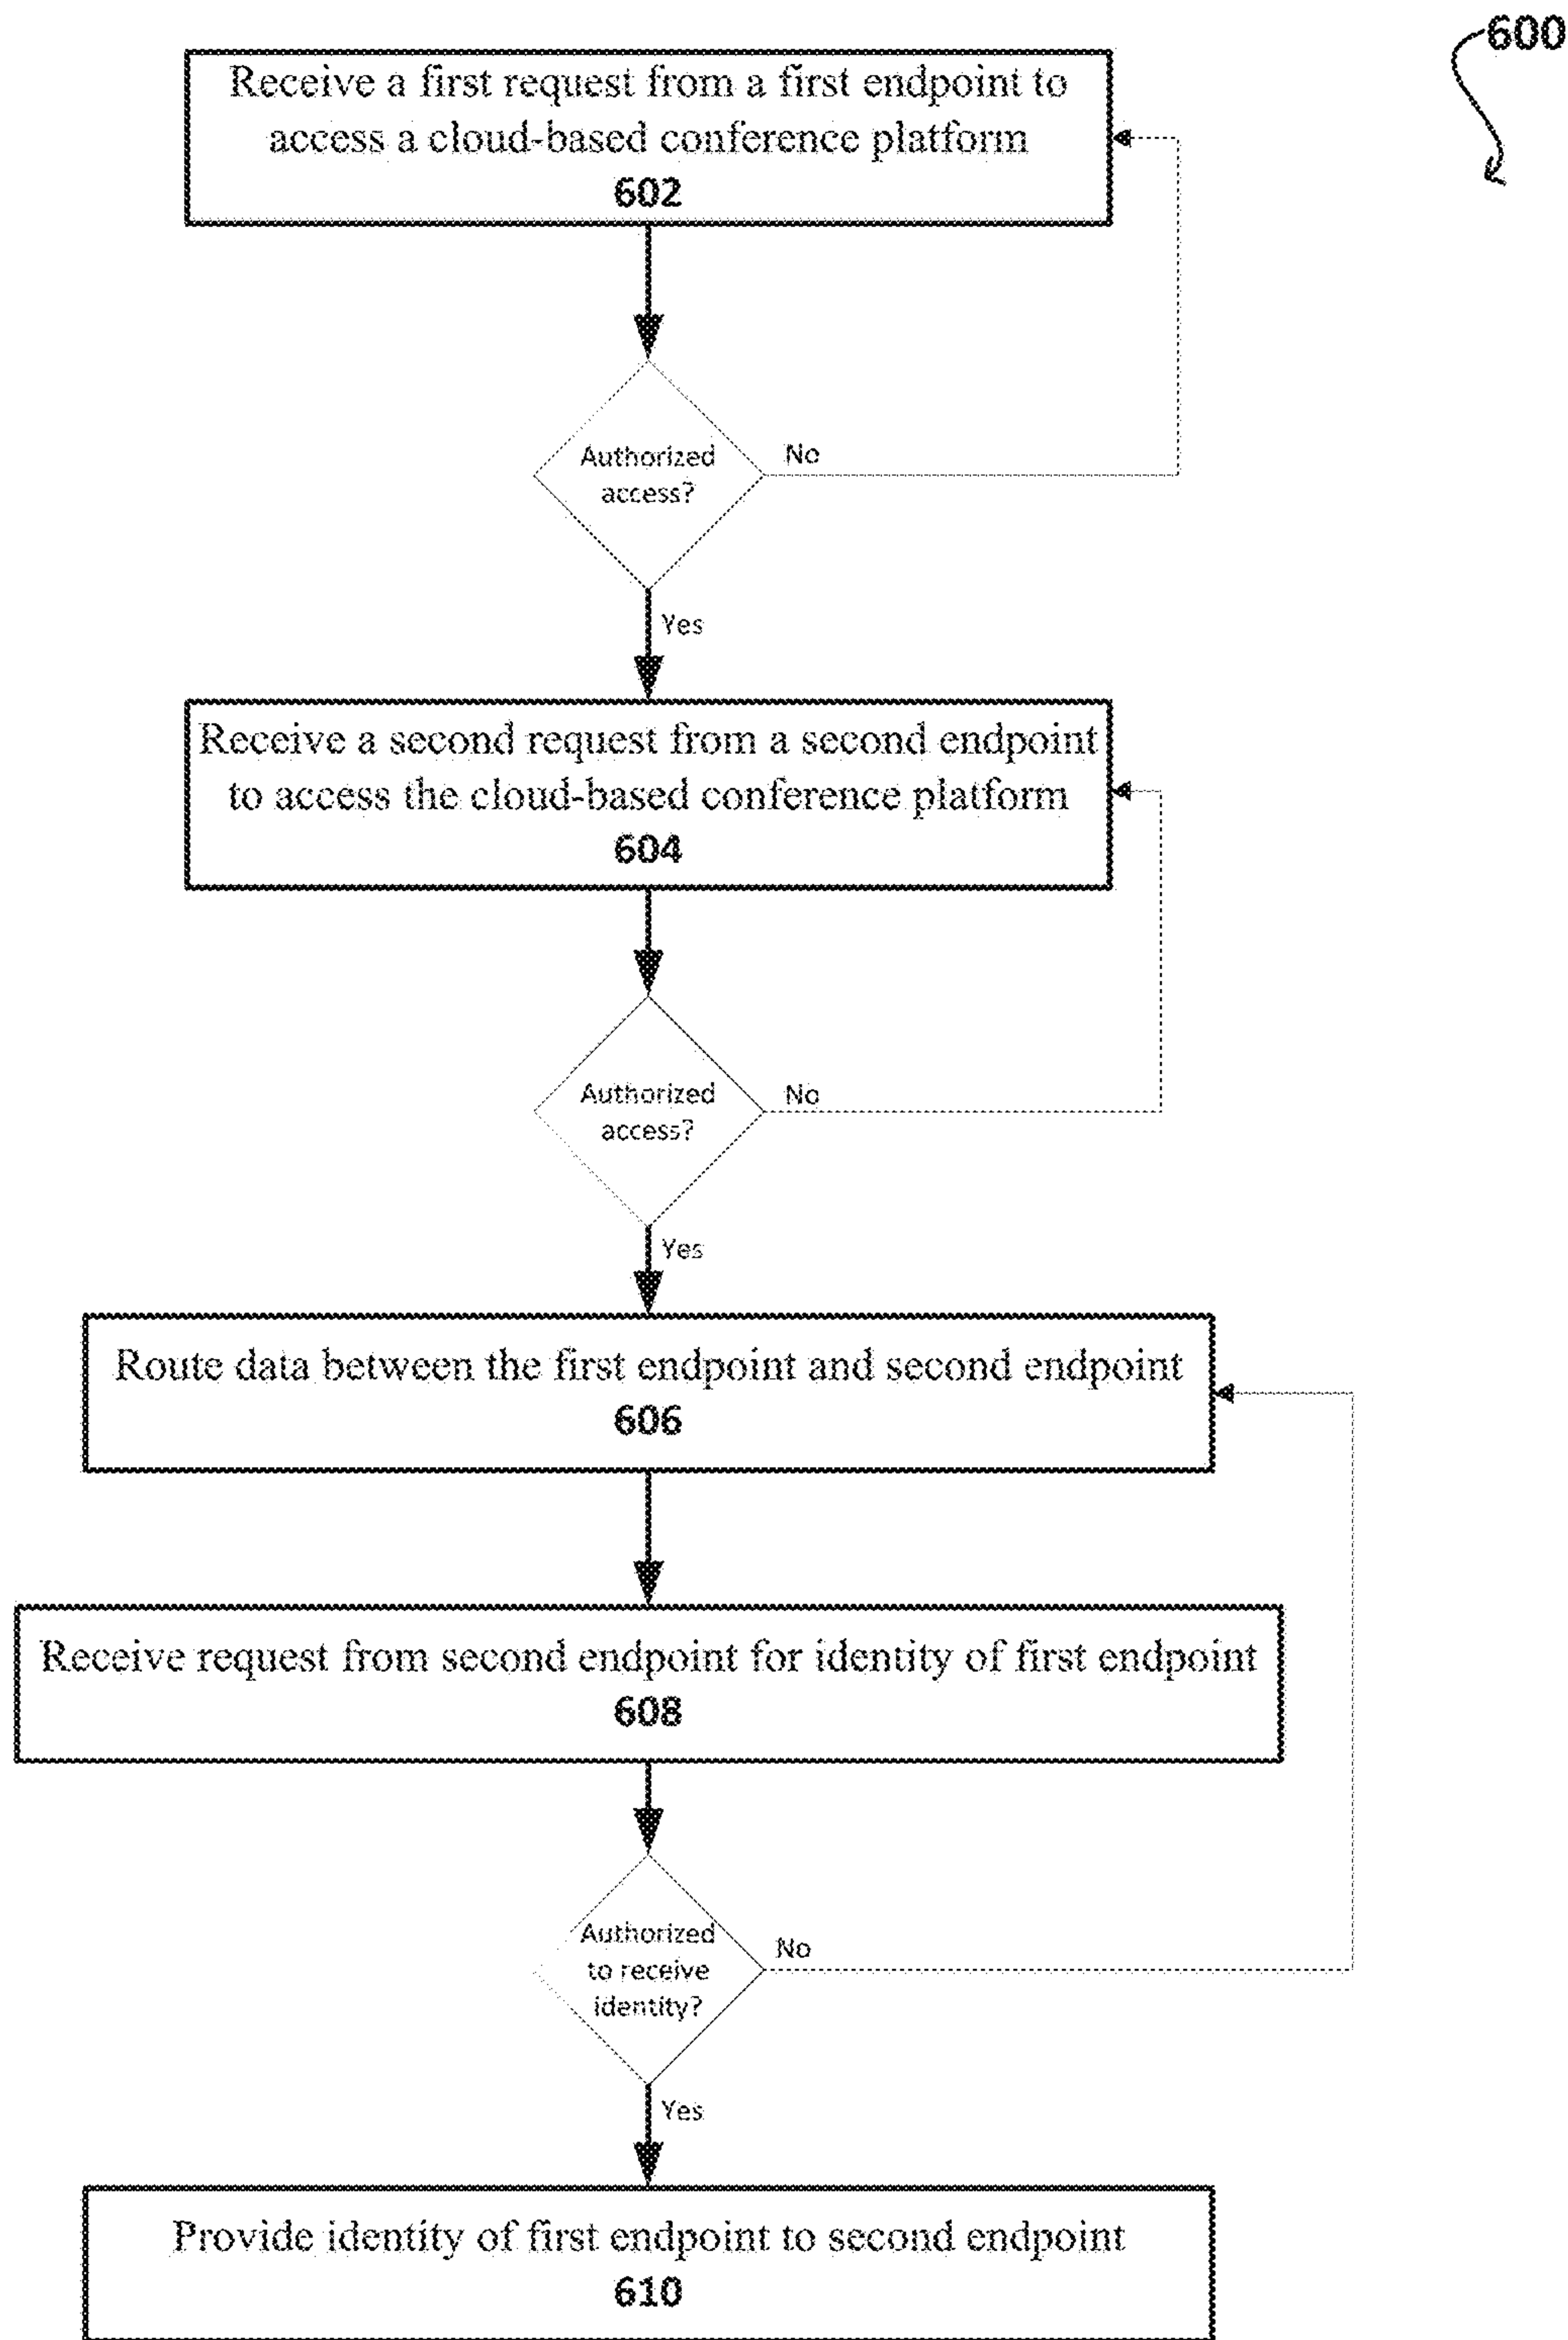 600
Receive a first request from a first endpoint to
access a cloud-based conference platform
602
Authorized
access?
No
Yes
Receive a second request from a second endpoint
to access the cloud-based conference platform
604
Authorized
access?
No
Yes
Route data between the first endpoint and second endpoint
606
Receive request from second endpoint for identity of first endpoint
608
Authorized
to receive
identity?
No
Yes
Provide identity of first endpoint to second endpoint
610